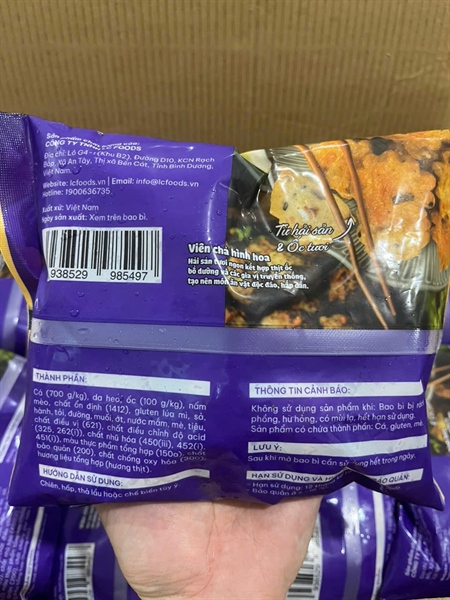 CÔNG TY TNHH LC FOODS
Địa chỉ: Lô G4-1 (Khu B2), Đường D10, KCN Rạch
Bắp, Xã An Tây, Thị xã Bến Cát, Tỉnh Bình Dương,
Việt Nam.
Website: lcfoods.vn | Email: info@lcfoods.vn
Hotline: 1900636735
Xuất xứ: Việt Nam
Ngày sản xuất: Xem trên bao bì.
938529 985497
Từ hải sản
& Ốc tươi
Viên chả hình hoa
Hải sản tươi ngon kết hợp thịt ốc
bổ dưỡng và các gia vị truyền thống,
tạo nên món ăn vặt độc đáo, hấp dẫn.
THÀNH PHẦN:
Cá (700 g/kg), da heo, ốc (100 g/kg), nấm
mèo, chất ổn định (1412), gluten lúa mì, sả,
hành, tỏi, đường, muối, ớt, nước mắm, mè, tiêu,
chất điều vị (621), chất điều chỉnh độ acid
(325, 262(i)), chất nhũ hóa (450(iii), 452(i),
451(i)), màu thực phẩm tổng hợp (150a), chất
bảo quản (200), chất chống oxy hóa (300),
hương liệu tổng hợp (hương thịt).
HƯỚNG DẪN SỬ DỤNG:
Chiên, hấp, thả lẩu hoặc chế biến tùy ý
THÔNG TIN CẢNH BÁO:
Không sử dụng sản phẩm khi: Bao bì bị rách
phồng, hư hỏng, có mùi lạ, hết hạn sử dụng.
Sản phẩm có chứa thành phần: Cá, gluten, mè.
LƯU Ý:
Sau khi mở bao bì cần sử dụng hết trong ngày.
HẠN SỬ DỤNG VÀ BẢO QUẢN:
- Hạn sử dụng:
- Bảo quản